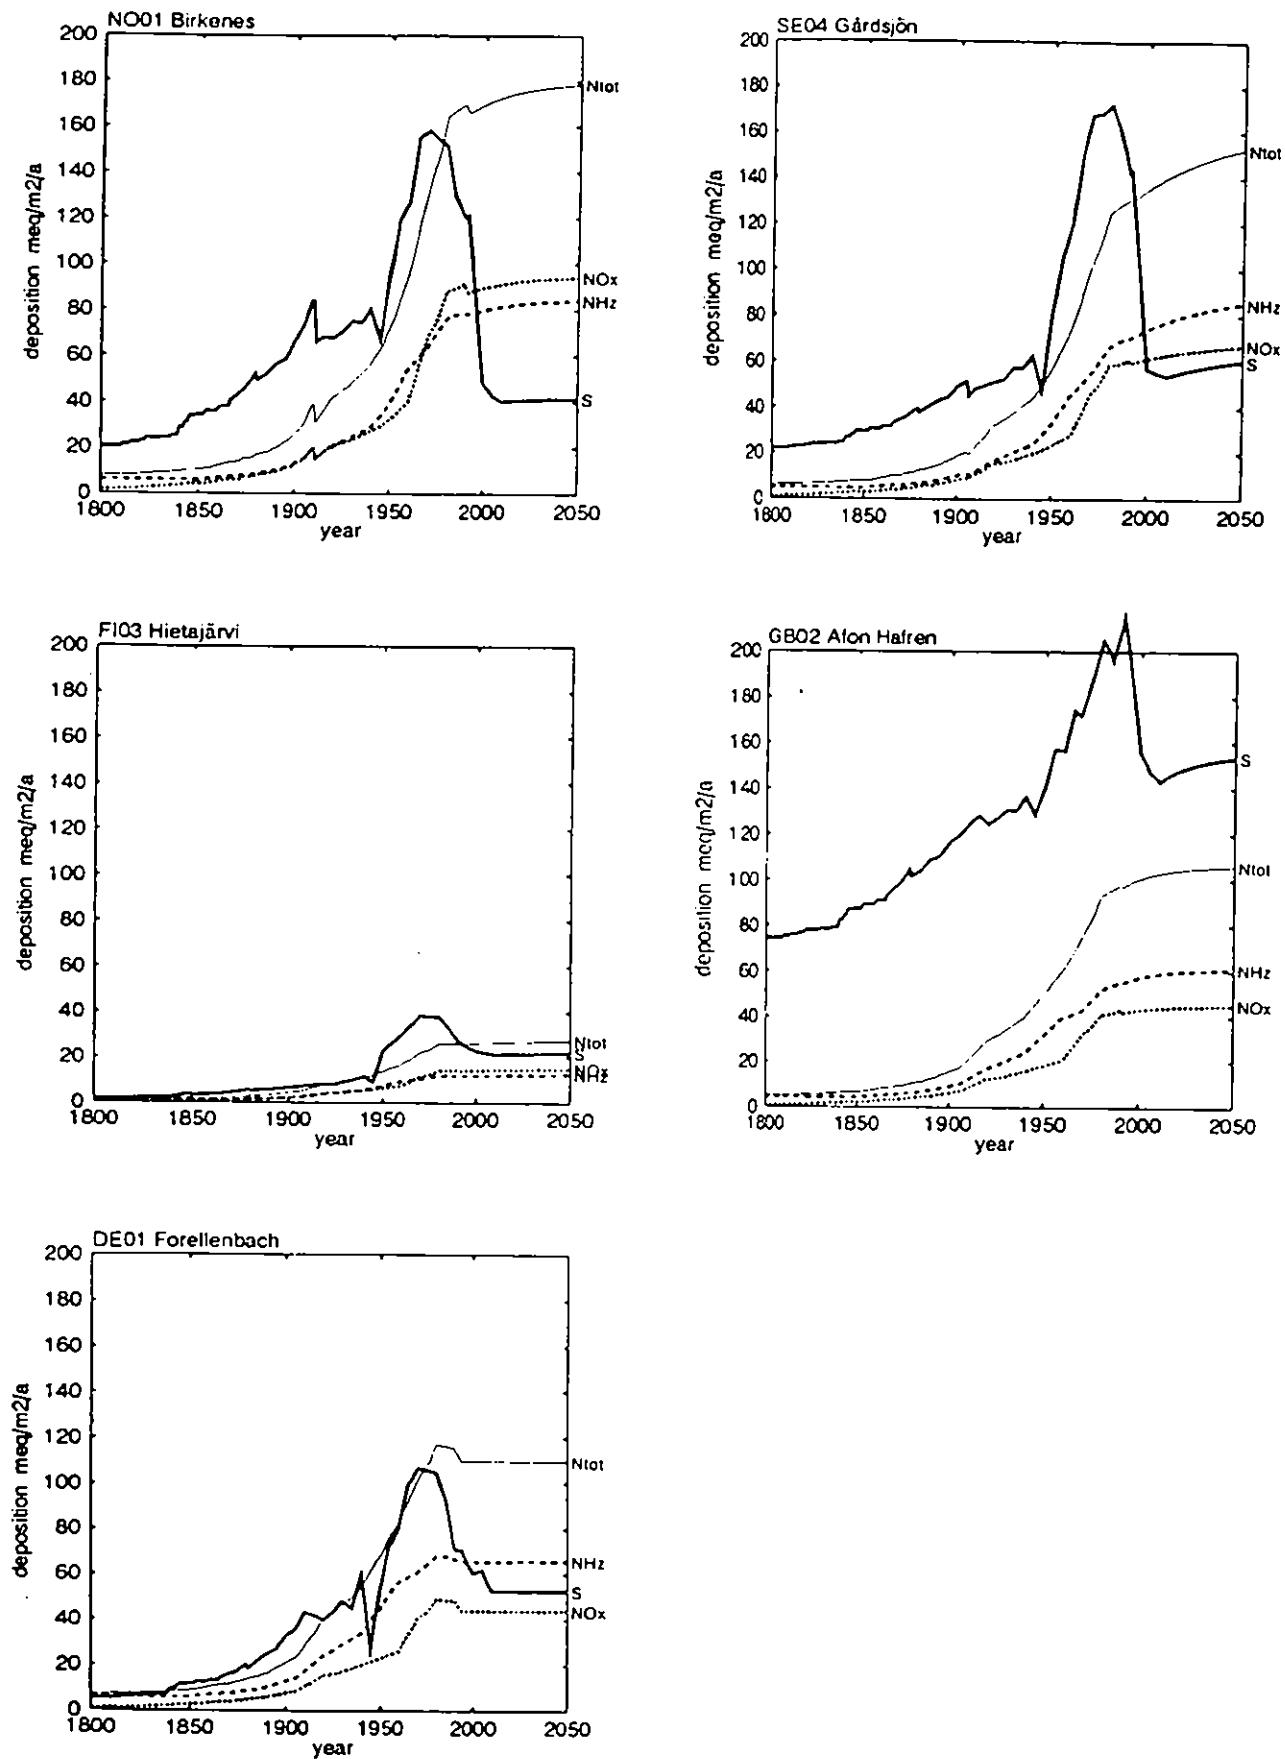 NO01 Birkenes
200
180
160
140
120
100
80
60
40
20
0
deposition meq/m2/a
1800 1850 1900 1950 2000 2050
year
Ntot
NOx
NHz
S
SE04 Gårdsjön
200
180
160
140
120
100
80
60
40
20
0
deposition meq/m2/a
1800 1850 1900 1950 2000 2050
year
Ntot
NHz
NOx
S
FI03 Hietajärvi
200
180
160
140
120
100
80
60
40
20
0
deposition meq/m2/a
1800 1850 1900 1950 2000 2050
year
Ntot
S
NOx
NHz
GB02 Afon Hafren
200
180
160
140
120
100
80
60
40
20
0
deposition meq/m2/a
1800 1850 1900 1950 2000 2050
year
S
Ntot
NHz
NOx
DE01 Forellenbach
200
180
160
140
120
100
80
60
40
20
0
deposition meq/m2/a
1800 1850 1900 1950 2000 2050
year
Ntot
NHz
S
NOx